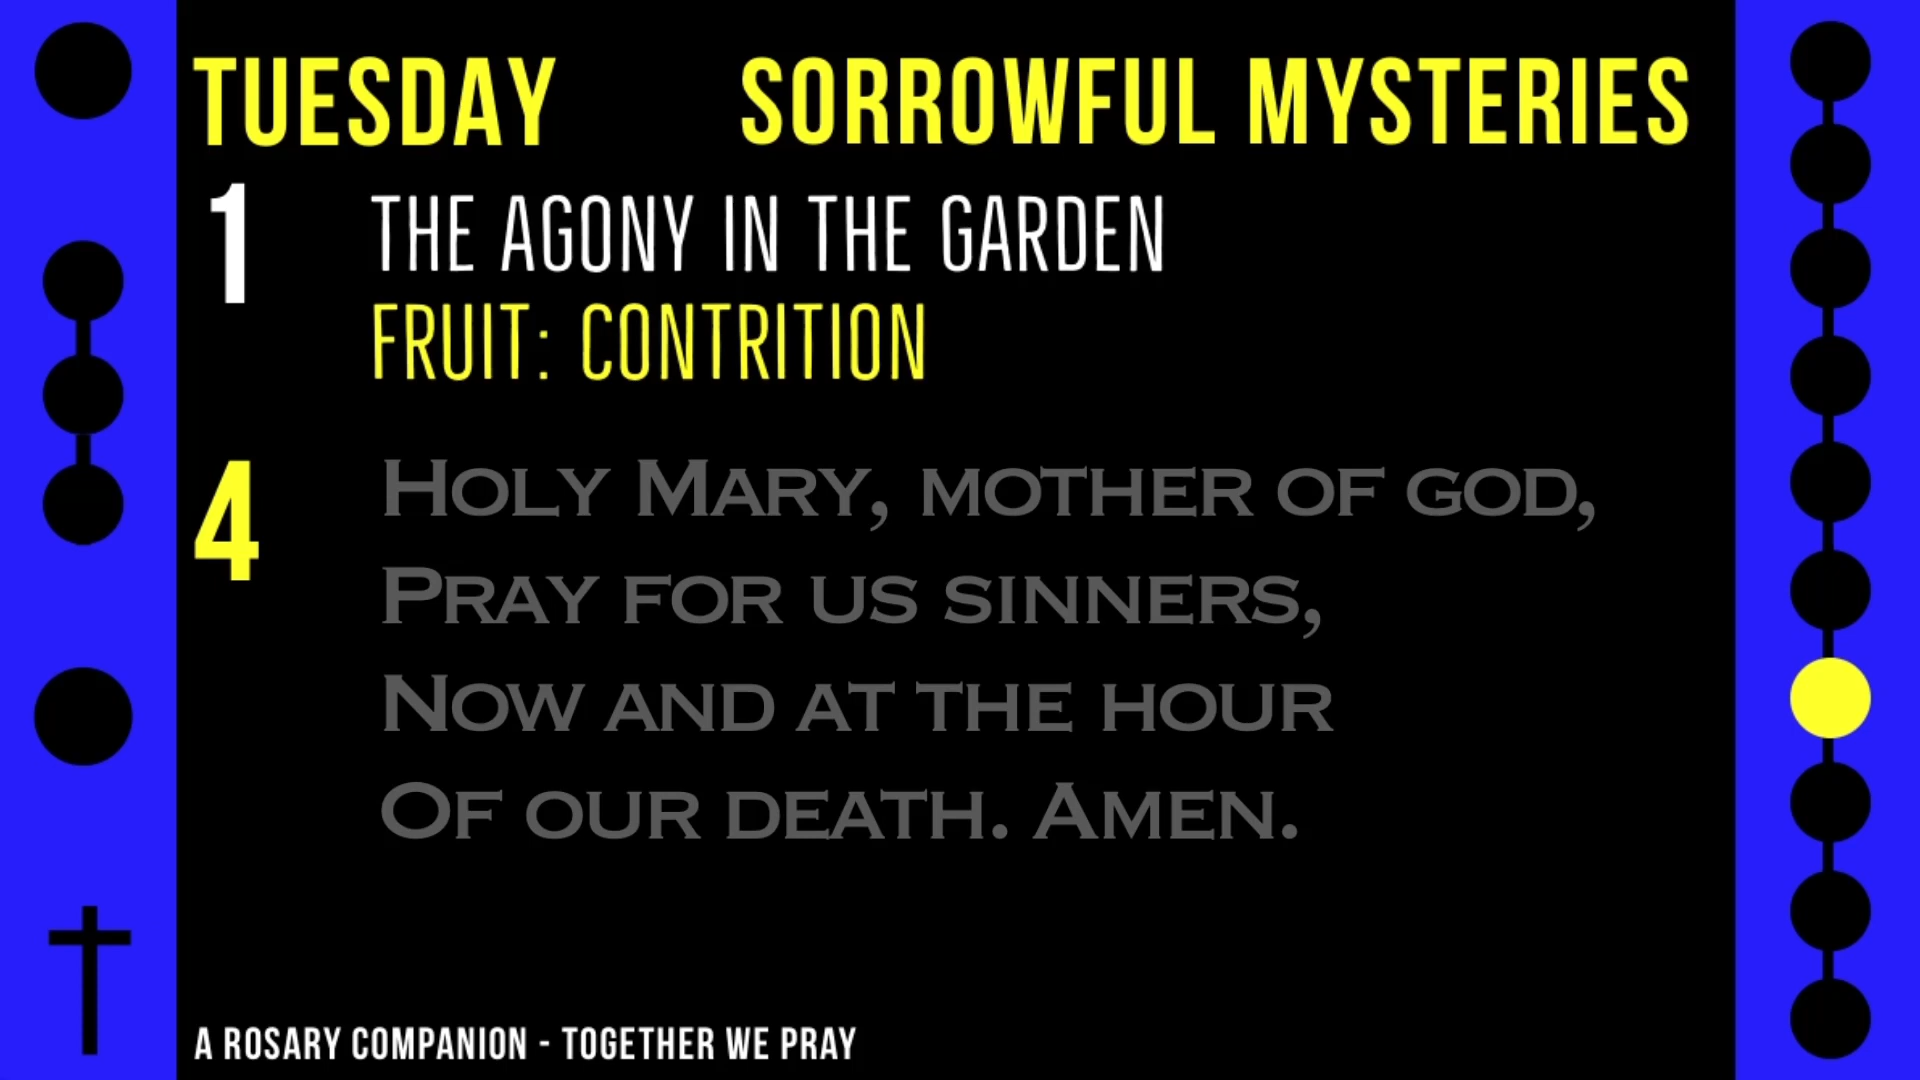 TUESDAY SORROWFUL MYSTERIES
1 THE AGONY IN THE GARDEN
FRUIT: CONTRITION
4 HOLY MARY, MOTHER OF GOD,
PRAY FOR US SINNERS,
NOW AND AT THE HOUR
OF OUR DEATH. AMEN.
A ROSARY COMPANION - TOGETHER WE PRAY